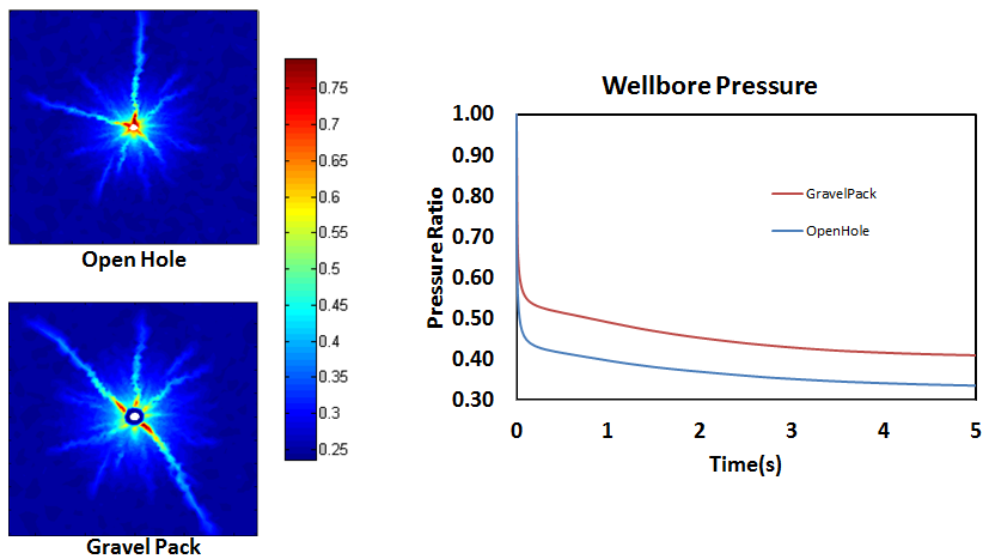 Open Hole
Gravel Pack
0.75
0.7
0.65
0.6
0.55
0.5
0.45
0.4
0.35
0.3
0.25
Wellbore Pressure
Pressure Ratio
1.00
0.90
0.80
0.70
0.60
0.50
0.40
0.30
GravelPack
OpenHole
0 1 2 3 4 5
Time(s)